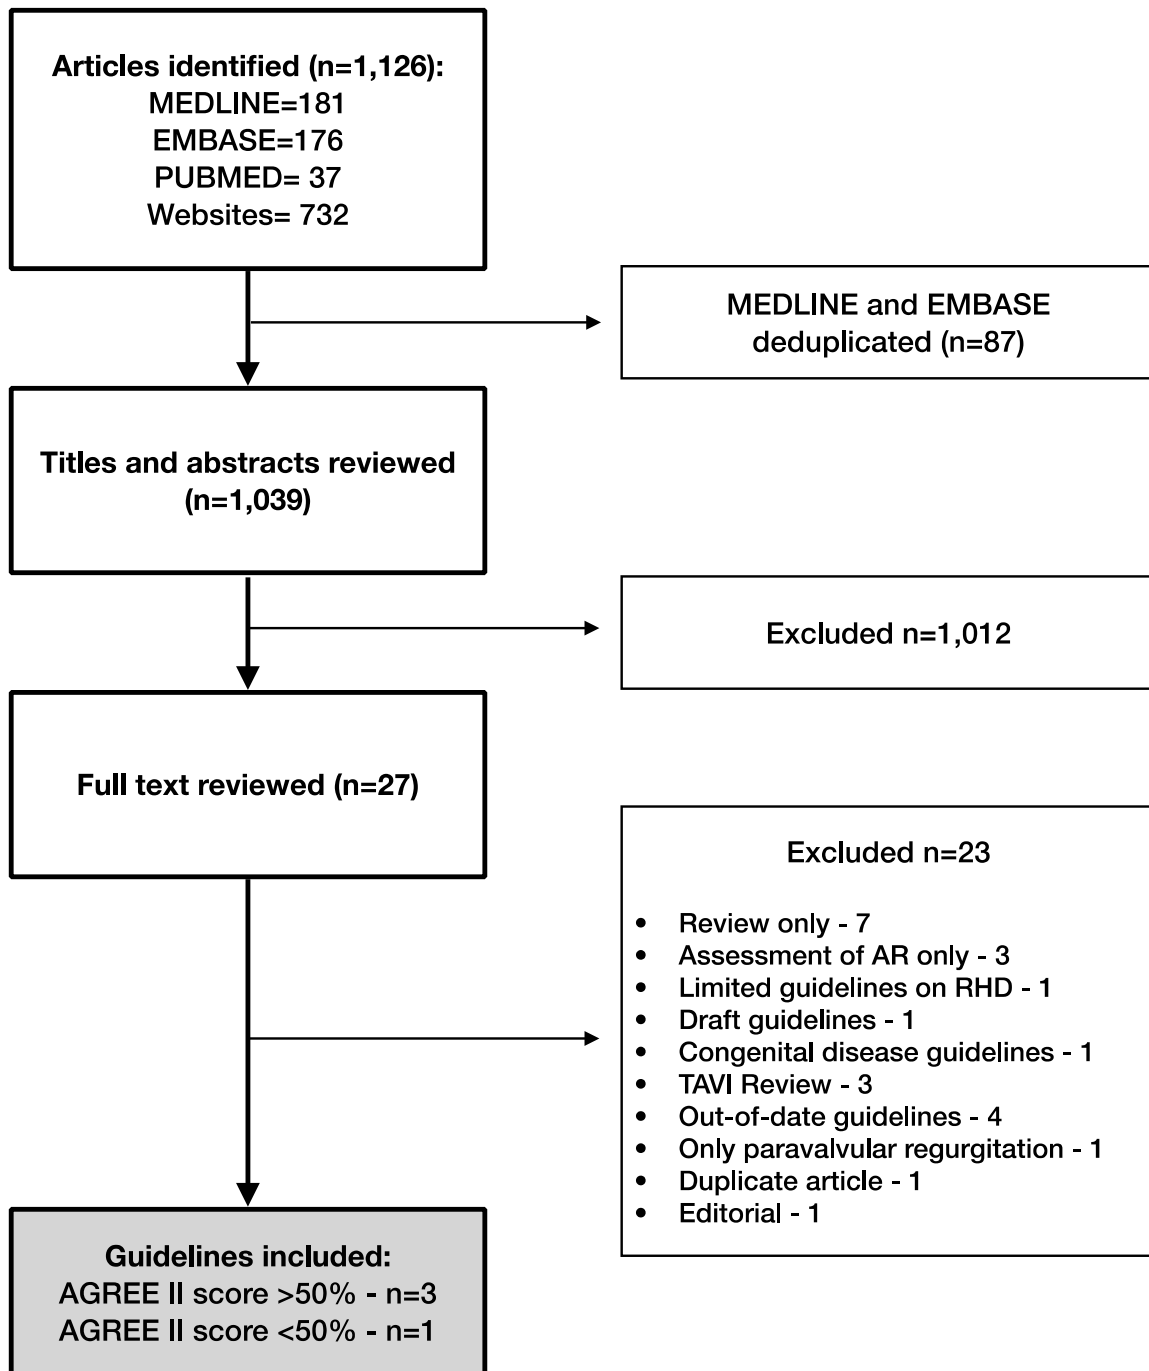 Articles identified (n=1,126):
MEDLINE=181
EMBASE=176
PUBMED= 37
Websites= 732
MEDLINE and EMBASE
deduplicated (n=87)
Titles and abstracts reviewed
(n=1,039)
Excluded n=1,012
Full text reviewed (n=27)
Excluded n=23
• Review only - 7
• Assessment of AR only - 3
• Limited guidelines on RHD - 1
• Draft guidelines - 1
• Congenital disease guidelines - 1
• TAVI Review - 3
• Out-of-date guidelines - 4
• Only paravalvular regurgitation - 1
• Duplicate article - 1
• Editorial - 1
Guidelines included:
AGREE II score >50% - n=3
AGREE II score <50% - n=1